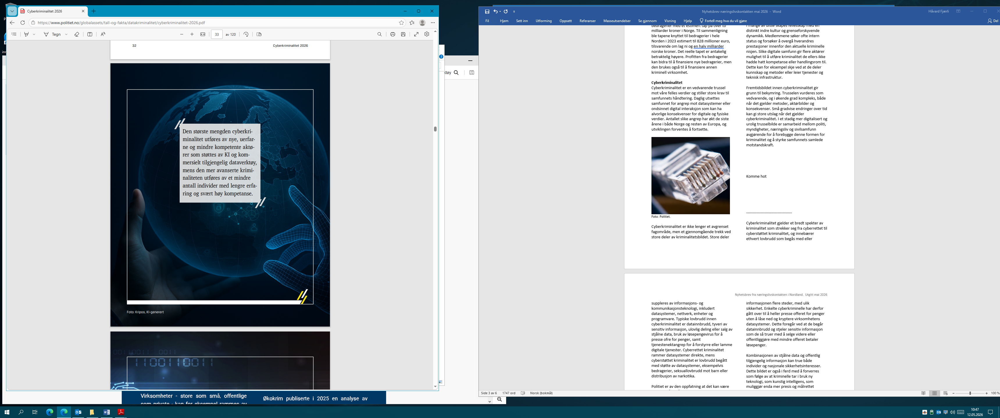 Cyberkriminalitet 2026
https://www.politiet.no/globalassets/tall-og-fakta/datakriminalitet/cyberkriminalitet-2026.pdf
Tegn
33
av 120
32
Cyberkriminalitet 2026
Den største mengden cyberkri-
minalitet utføres av nye, uerfar-
ne og mindre kompetente aktø-
rer som støttes av KI og kom-
mersielt tilgjengelig dataverktøy,
mens den mer avanserte krimi-
naliteten utføres av et mindre
antall individer med lengre erfa-
ring og svært høy kompetanse.
Foto: Kripos, KI-generert
00110011 0011
110011 0011
Virksomheter - store som små, offentlige
som private - kan for eksempel rammes av
Økokrim publiserte i 2025 en analyse av
Nyhetsbrev næringslivskontakten mai 2026 - Word
Håvard Fjærli
Fil
Hjem
Sett inn
Utforming
Oppsett
Referanser
Masseutsendelser
Se gjennom
Visning
Hjelp
Fortell meg hva du vil gjøre
Del
bedragerier med et estimert tap på over to
milliarder kroner i Norge. Til sammenligning
ble tapene knyttet til bedragerier i hele
Norden i 2023 estimert til 828 millioner euro,
tilsvarende om lag ni og en halv milliarder
norske kroner. Det reelle tapet er antakelig
betraktelig høyere. Profitten fra bedragerier
kan bidra til å finansiere nye bedragerier, men
den brukes også til å finansiere annen
kriminell virksomhet.
Cyberkriminalitet
Cyberkriminalitet er en vedvarende trussel
mot våre felles verdier og stiller store krav til
samfunnets håndtering. Daglig utsettes
samfunnet for angrep mot datasystemer eller
ondsinnet digital interaksjon som kan ha
alvorlige konsekvenser for digitale og fysiske
verdier. Antallet slike angrep har økt de siste
årene i både Norge og resten av Europa, og
utviklingen forventes å fortsette.
Foto: Politiet.
Cyberkriminalitet er ikke lenger et avgrenset
fagområde, men et gjennomgående trekk ved
store deler av kriminalitetsbildet. Store deler
I mange av disse skapes fellesskap med en
distinkt indre kultur og grenseforskyvende
dynamikk. Medlemmene søker ofte intern
status og forsøker å overgå hverandres
prestasjoner innenfor den aktuelle kriminelle
nisjen. Slike digitale samfunn gir flere aktører
mulighet til å utføre kriminalitet de ellers ikke
hadde hatt kompetanse eller handlingsrom til.
Dette kan for eksempel skje ved at de deler
kunnskap og metoder eller leier tjenester og
teknisk infrastruktur.
Fremtidsbildet innen cyberkriminalitet gir
grunn til bekymring. Trusselen vurderes som
vedvarende, og i økende grad kompleks, både
når det gjelder metoder, aktørbilder og
konsekvenser. Små gradvise endringer over tid
kan gi store utslag når det gjelder
cyberkriminalitet. I et stadig mer digitalisert og
urolig trusselbilde er samarbeid mellom politi,
myndigheter, næringsliv og sivilsamfunn
avgjørende for å forebygge denne formen for
kriminalitet og å styrke samfunnets samlede
motstandskraft.
Komme hot
-----------------------------------
Cyberkriminalitet gjelder et bredt spekter av
kriminalitet som strekker seg fra cyberrettet til
cyberstøttet kriminalitet, og innebærer
ethvert lovbrudd som begås med eller
Nyhetsbrev fra næringslivskontakten i Nordland. Utgitt mai 2026
suppleres av informasjons- og
kommunikasjonsteknologi, inkludert
datasystemer, nettverk, enheter og
programvare. Typiske lovbrudd innen
cyberkriminalitet er datainnbrudd, tyveri av
sensitiv informasjon, ulovlig deling eller salg av
stjålne data, bruk av løsepengevirus for å
presse ofre for penger, samt
tjenestenektangrep for å forstyrre eller lamme
digitale tjenester. Cyberrettet kriminalitet
rammer datasystemer direkte, mens
cyberstøttet kriminalitet er lovbrudd begått
med støtte av datasystemer, eksempelvis
bedragerier, seksuallovbrudd mot barn eller
distribusjon av narkotika.
Politiet er av den oppfatning at det kan være
informasjonen flere steder, med ulik
sikkerhet. Enkelte cyberkriminelle har derfor
gått over til å heller presse offeret for penger
uten å låse ned og kryptere virksomhetens
datasystemer. Dette foregår ved at de begår
datainnbrudd og stjeler sensitiv informasjon
som de så truer med å selge videre eller
offentliggjøre med mindre offeret betaler
løsepenger.
Kombinasjonen av stjålne data og offentlig
tilgjengelig informasjon kan true både
individer og nasjonale sikkerhetsinteresser.
Dette bildet er også i ferd med å forverres
som følge av at kriminelle tar i bruk ny
teknologi, som kunstig intelligens, som
muliggjør enda mer presis og målrettet
Side 3 av 6
1747 ord
Norsk (bokmål)
100 %
10:47
12.05.2026